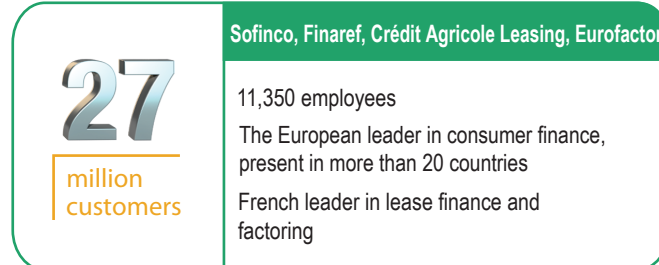 27
million
customers
Sofinco, Finaref, Crédit Agricole Leasing, Eurofactor
11,350 employees
The European leader in consumer finance,
present in more than 20 countries
French leader in lease finance and
factoring